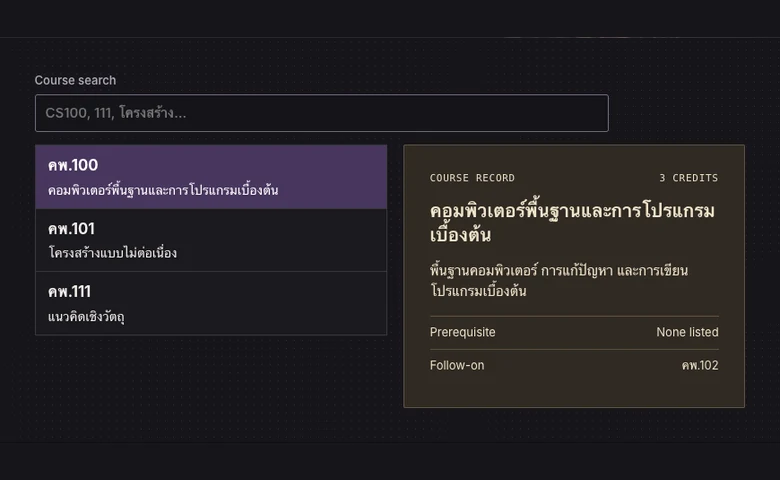 Course search
CS100, 111, โครงสร้าง...
คพ.100
คอมพิวเตอร์พื้นฐานและการโปรแกรมเบื้องต้น
คพ.101
โครงสร้างแบบไม่ต่อเนื่อง
คพ.111
แนวคิดเชิงวัตถุ
COURSE RECORD 3 CREDITS
คอมพิวเตอร์พื้นฐานและการโปรแกรม
เบื้องต้น
พื้นฐานคอมพิวเตอร์ การแก้ปัญหา และการเขียน
โปรแกรมเบื้องต้น
Prerequisite None listed
Follow-on คพ.102